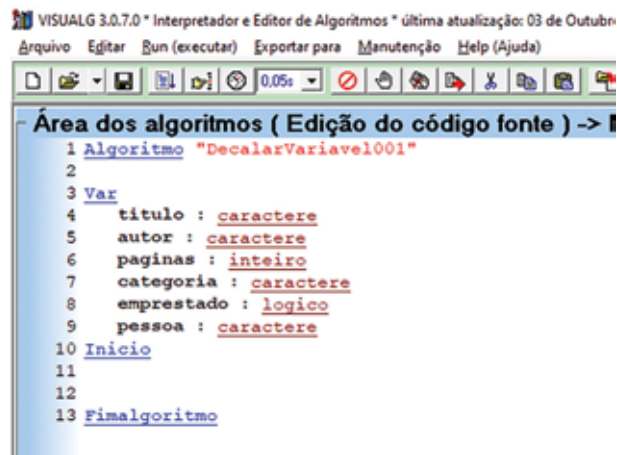 VISUALG 3.0.7.0 * Interpretador e Editor de Algoritmos * última atualização: 03 de Outubr
Arquivo Editar Run (executar) Exportar para Manutenção Help (Ajuda)
0,05s
Área dos algoritmos ( Edição do código fonte ) ->
1 Algoritmo "DecalarVariavel001"
2
3 Var
4 titulo : caractere
5 autor : caractere
6 paginas : inteiro
7 categoria : caractere
8 emprestado : logico
9 pessoa : caractere
10 Inicio
11
12
13 Fimalgoritmo